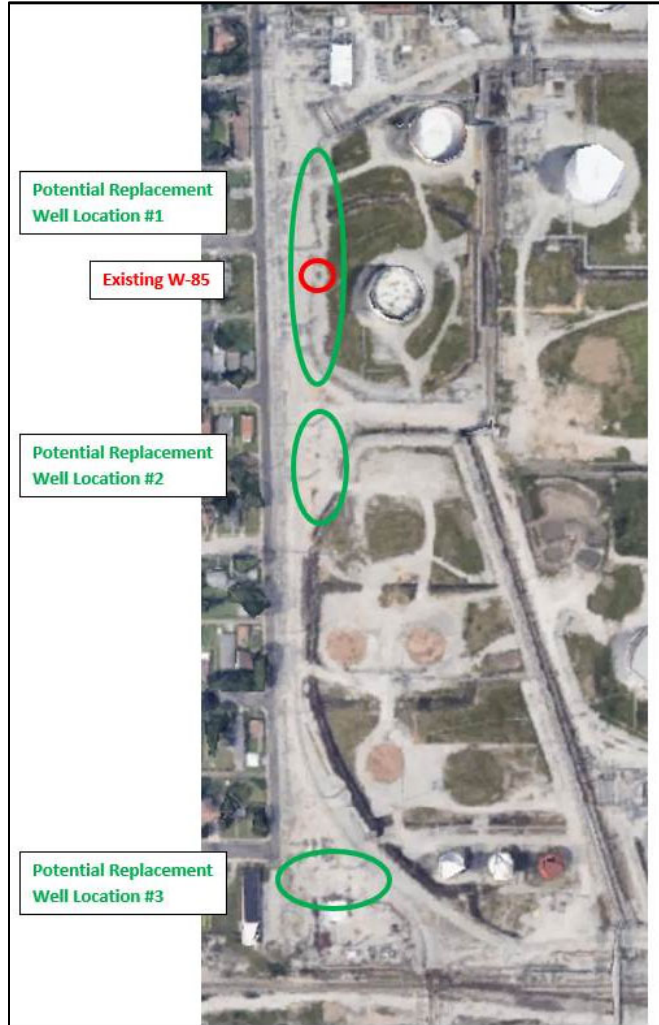 Potential Replacement
Well Location #1
Existing W-85
Potential Replacement
Well Location #2
Potential Replacement
Well Location #3